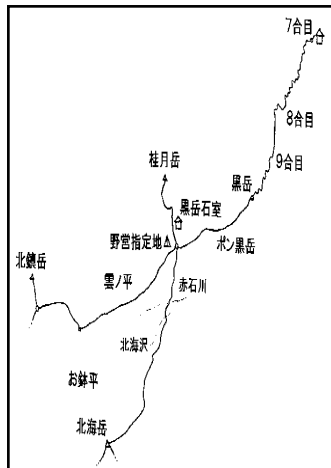 7合目
8合目
9合目
桂月岳
黒岳
黒岳石室
野営指定地
ポン黒岳
北鎮岳
雲ノ平
赤石川
北海沢
お鉢平
北海岳